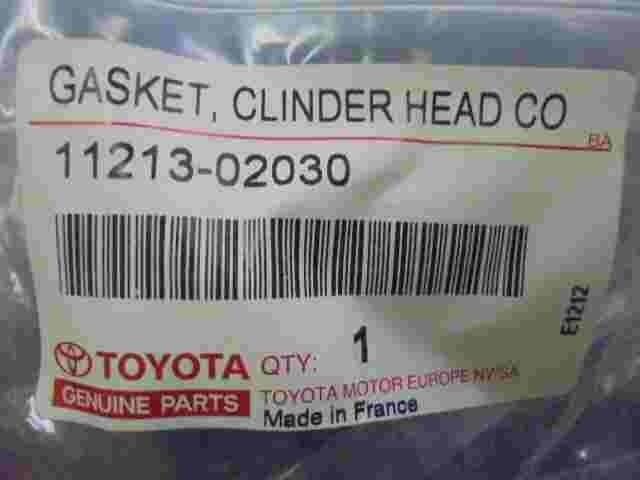 GASKET, CLINDER HEAD CO
BA
11213-02030
E1212
TOYOTA
GENUINE PARTS
QTY: 1
TOYOTA MOTOR EUROPE NV/SA
Made in France